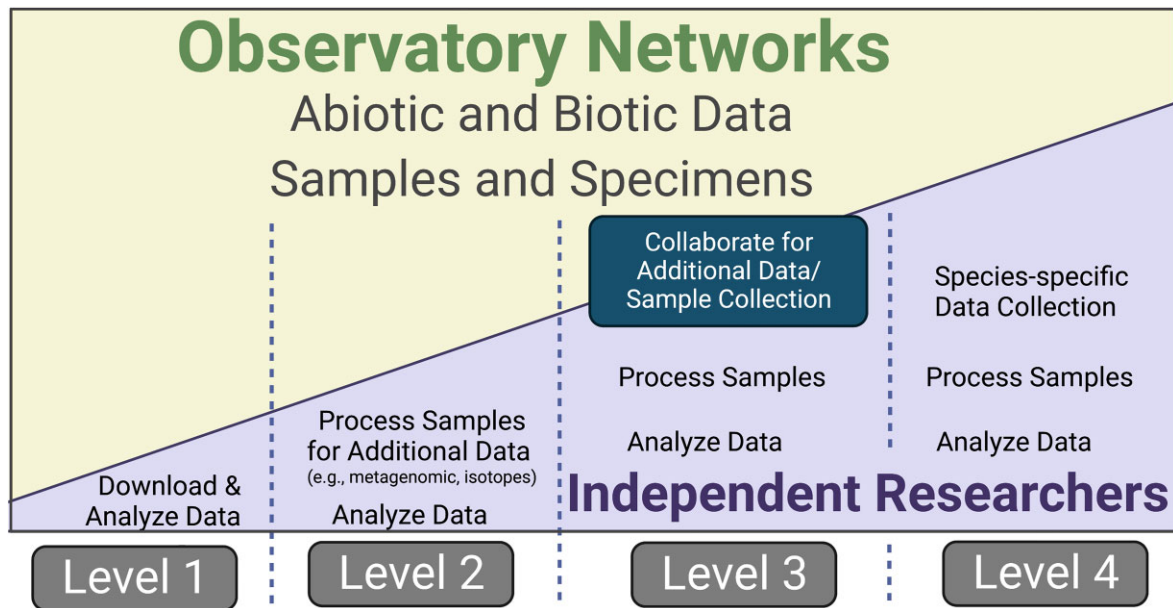 Observatory Networks
Abiotic and Biotic Data
Samples and Specimens
Download &
Analyze Data
Process Samples
for Additional Data
(e.g., metagenomic, isotopes)
Analyze Data
Collaborate for
Additional Data/
Sample Collection
Process Samples
Analyze Data
Species-specific
Data Collection
Process Samples
Analyze Data
Independent Researchers
Level 1
Level 2
Level 3
Level 4